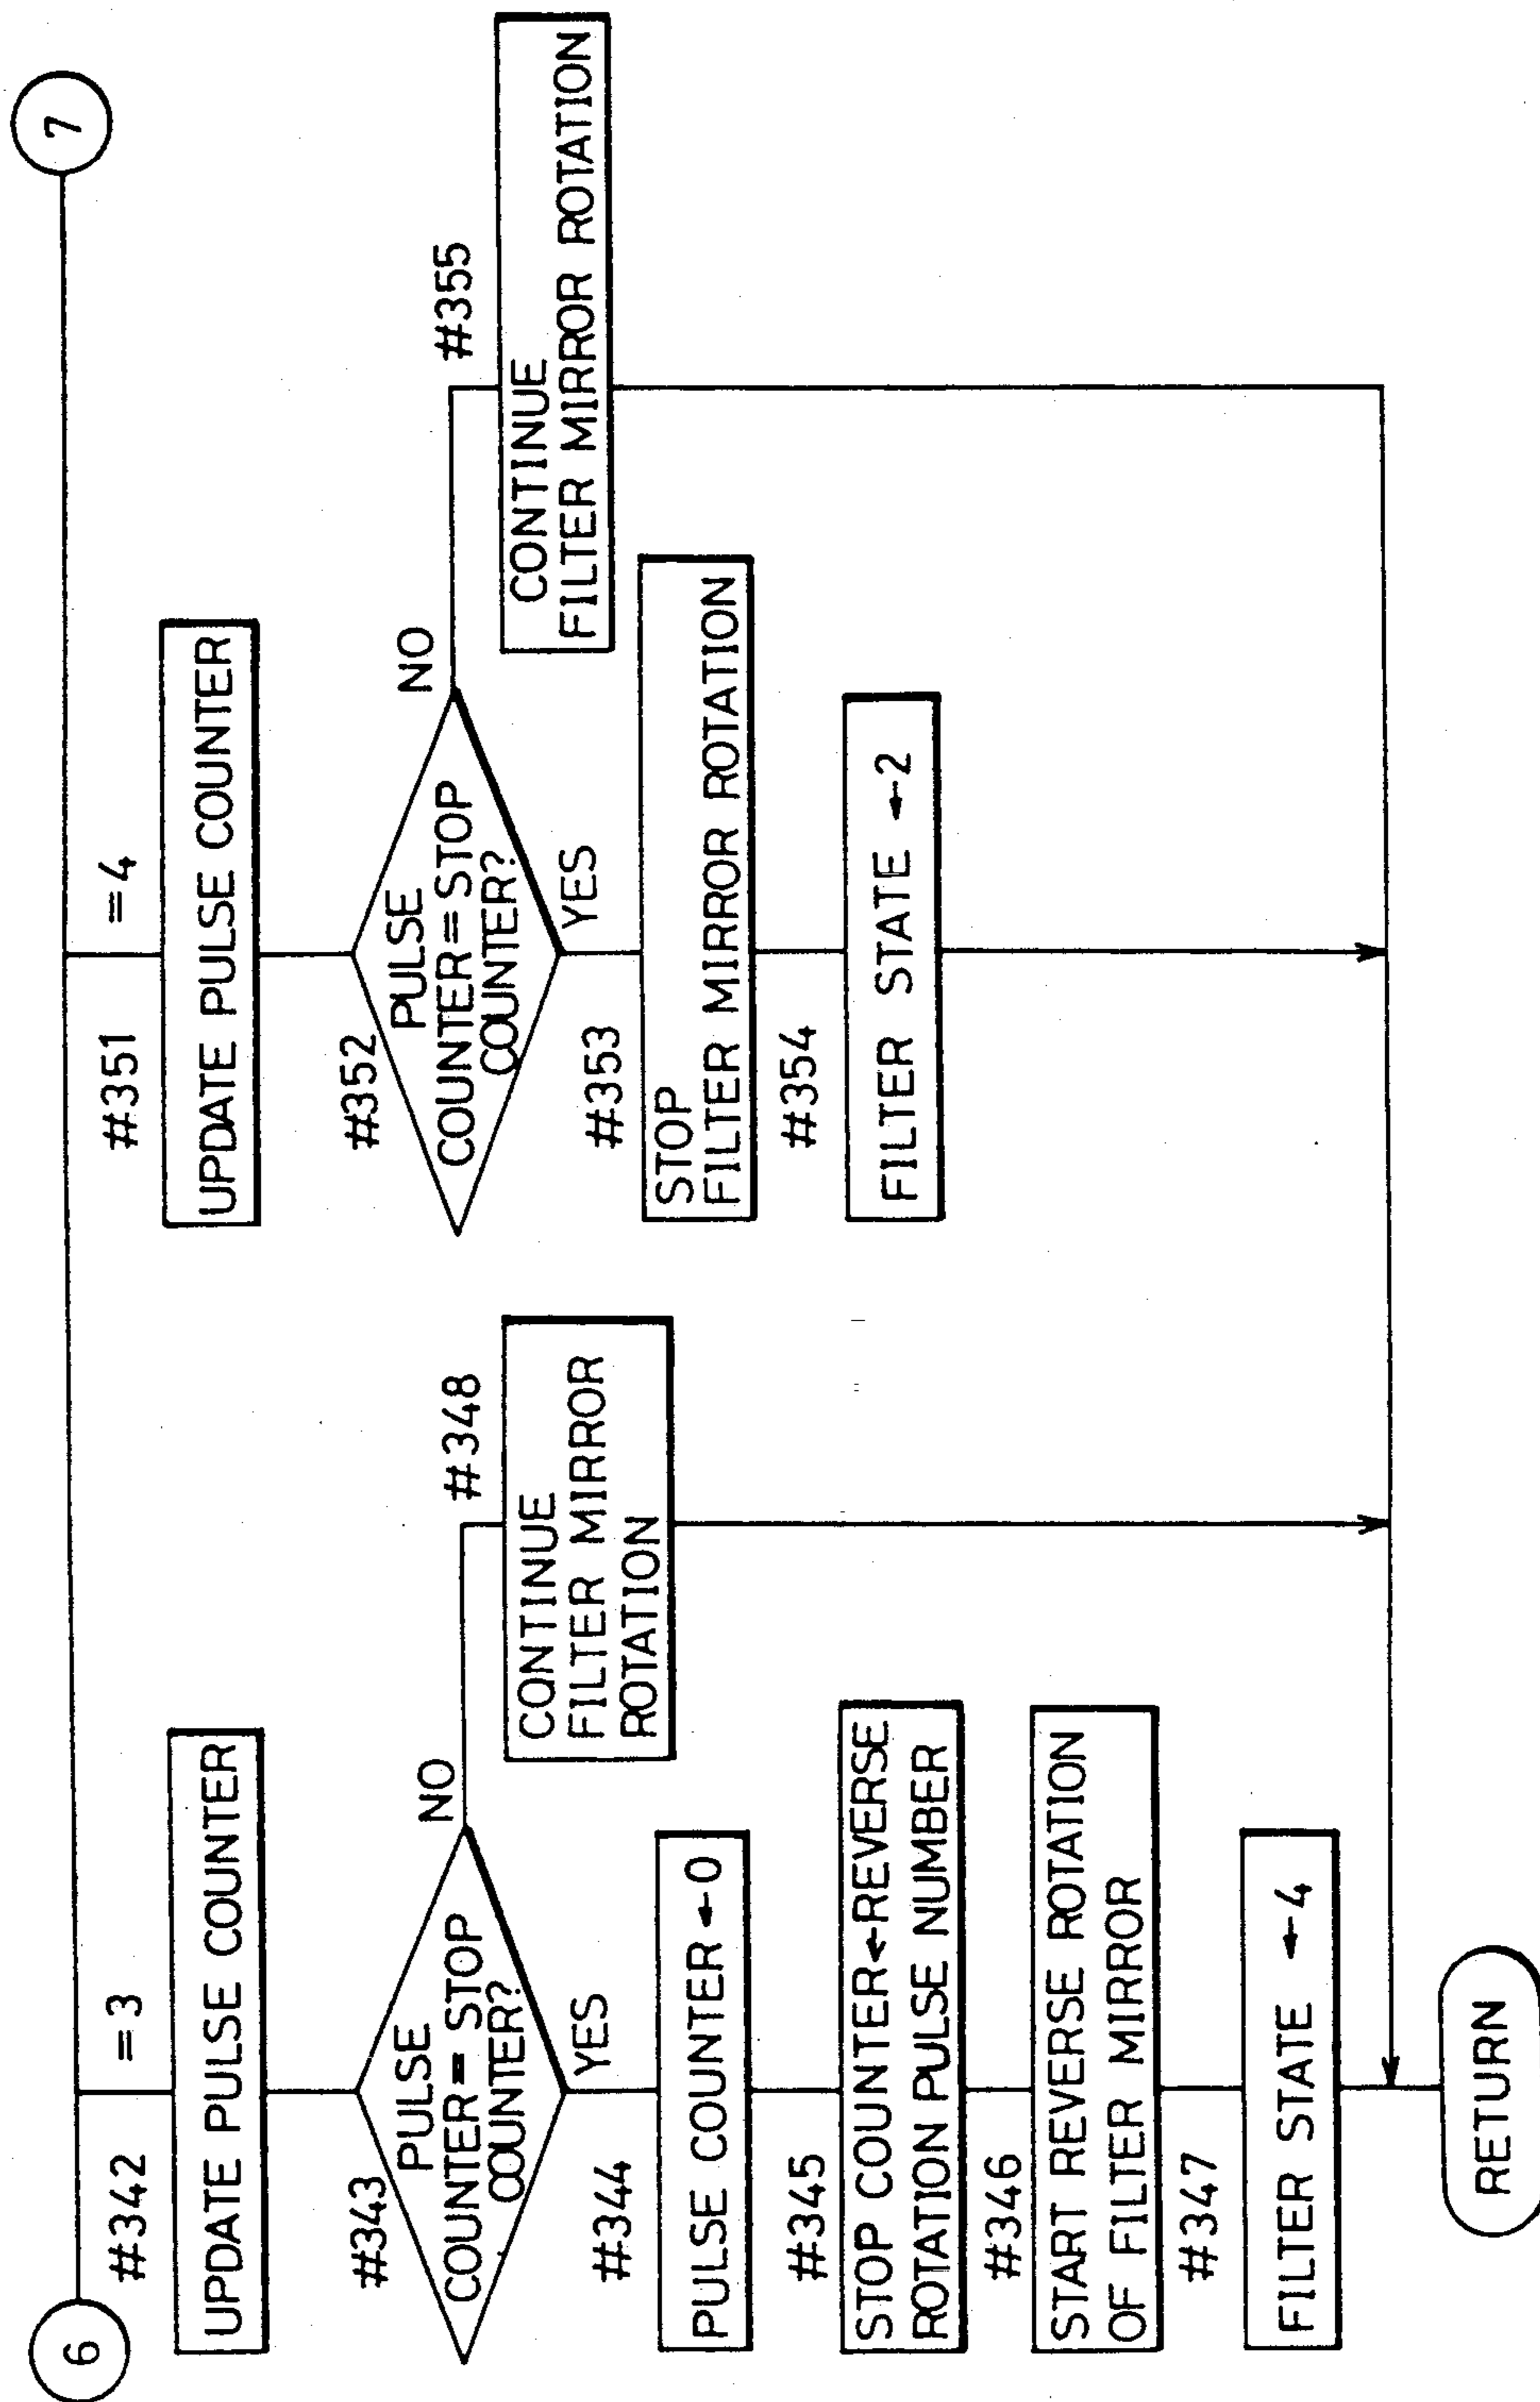 6
7
#342
=3
UPDATE PULSE COUNTER
#343
PULSE
COUNTER = STOP
COUNTER?
NO
YES
#348
CONTINUE
FILTER MIRROR
ROTATION
#344
PULSE COUNTER ←0
#345
STOP COUNTER←REVERSE
ROTATION PULSE NUMBER
#346
START REVERSE ROTATION
OF FILTER MIRROR
#347
FILTER STATE ←4
RETURN
#351
=4
UPDATE PULSE COUNTER
#352
PULSE
COUNTER=STOP
COUNTER?
NO
YES
#355
CONTINUE
FILTER MIRROR ROTATION
#353
STOP
FILTER MIRROR ROTATION
#354
FILTER STATE ←2